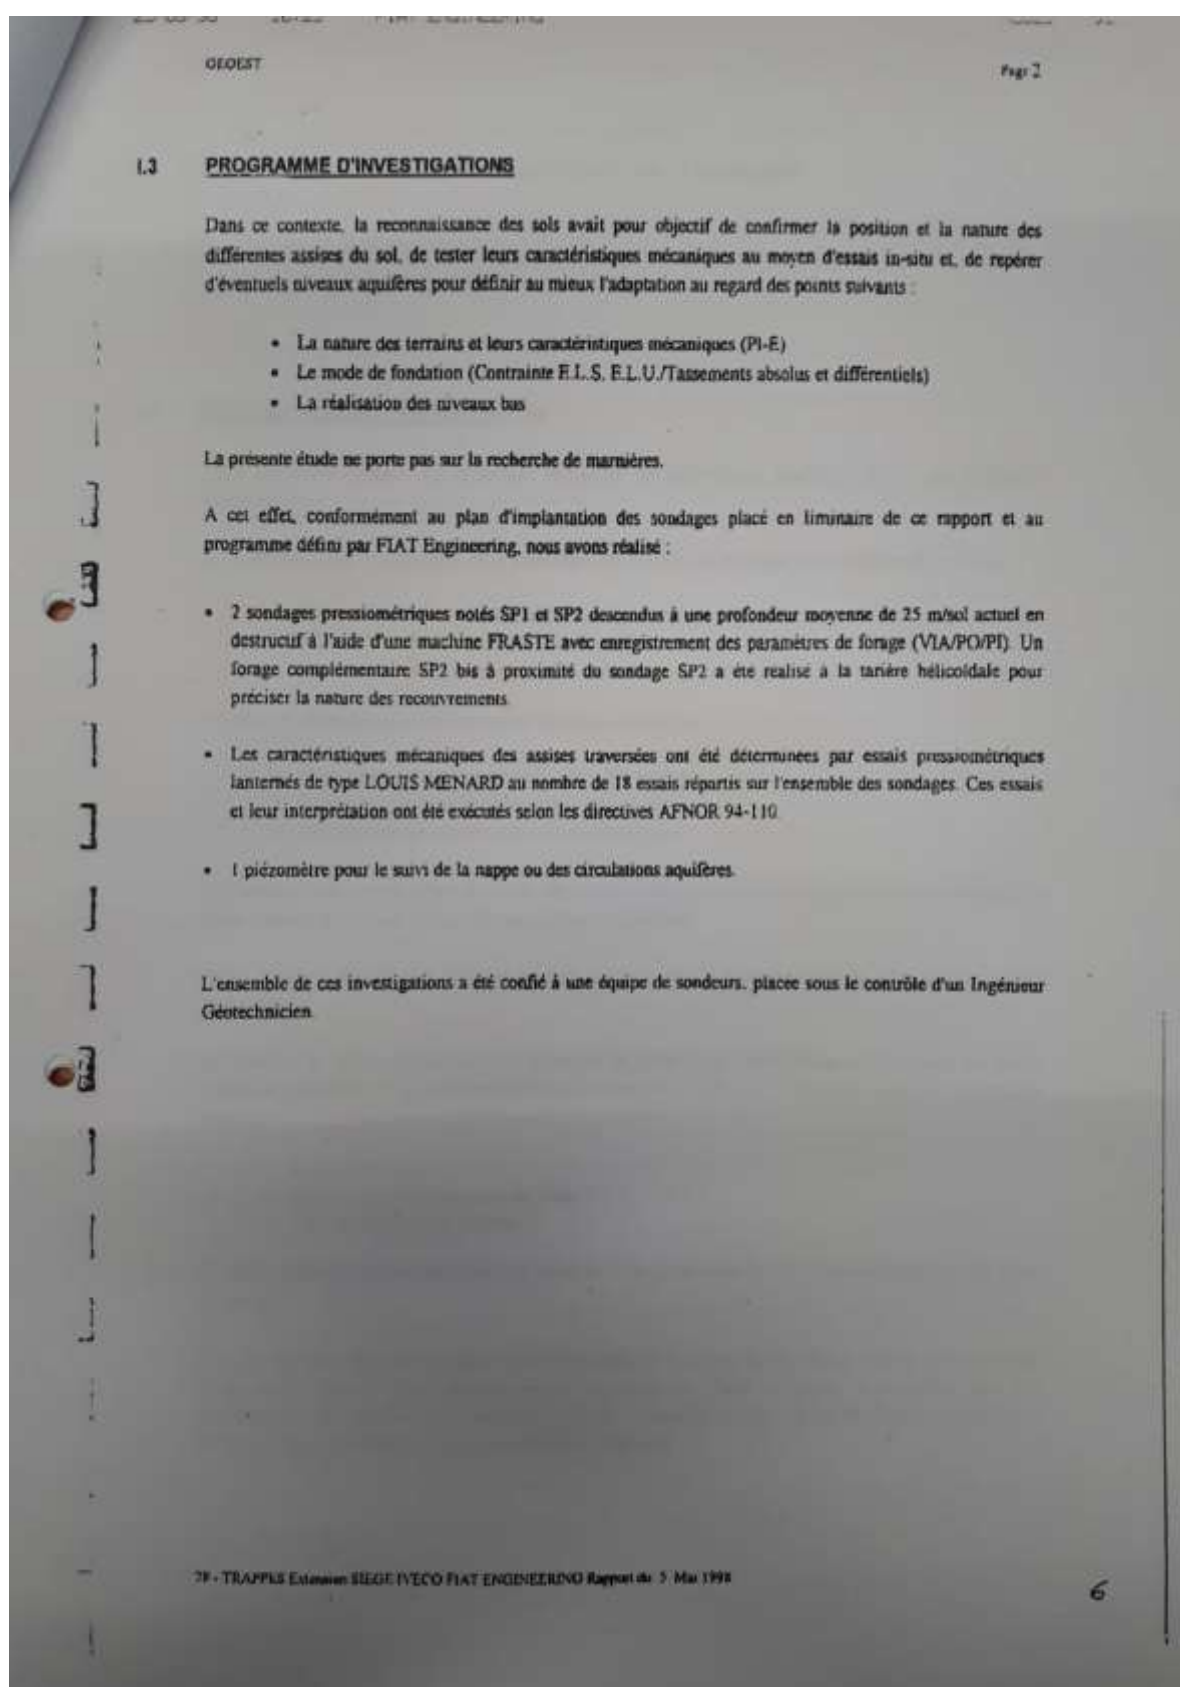 FIAT ENGINEERING
GEOEST
Page 2
I.3 PROGRAMME D'INVESTIGATIONS
Dans ce contexte, la reconnaissance des sols avait pour objectif de confirmer la position et la nature des
différentes assises du sol, de tester leurs caractéristiques mécaniques au moyen d'essais in-situ et, de repérer
d'éventuels niveaux aquifères pour définir au mieux l'adaptation au regard des points suivants :
• La nature des terrains et leurs caractéristiques mécaniques (Pl-E)
• Le mode de fondation (Contrainte E.L.S, E.L.U./Tassements absolus et différentiels)
• La réalisation des niveaux bas
La présente étude ne porte pas sur la recherche de marnières.
A cet effet, conformément au plan d'implantation des sondages placé en liminaire de ce rapport et au
programme défini par FIAT Engineering, nous avons réalisé :
• 2 sondages pressiométriques notés SP1 et SP2 descendus à une profondeur moyenne de 25 m/sol actuel en
destructif à l'aide d'une machine FRASTE avec enregistrement des paramètres de forage (VIA/PO/PI). Un
forage complémentaire SP2 bis à proximité du sondage SP2 a été réalisé à la tarière hélicoïdale pour
préciser la nature des recouvrements.
• Les caractéristiques mécaniques des assises traversées ont été déterminées par essais pressiométriques
lanternés de type LOUIS MENARD au nombre de 18 essais répartis sur l'ensemble des sondages. Ces essais
et leur interprétation ont été exécutés selon les directives AFNOR 94-110.
• 1 piézomètre pour le suivi de la nappe ou des circulations aquifères.
L'ensemble de ces investigations a été confié à une équipe de sondeurs, placée sous le contrôle d'un Ingénieur
Géotechnicien.
78 - TRAPPES Extension SIEGE IVECO FIAT ENGINEERING Rapport du 5 Mai 1998
6